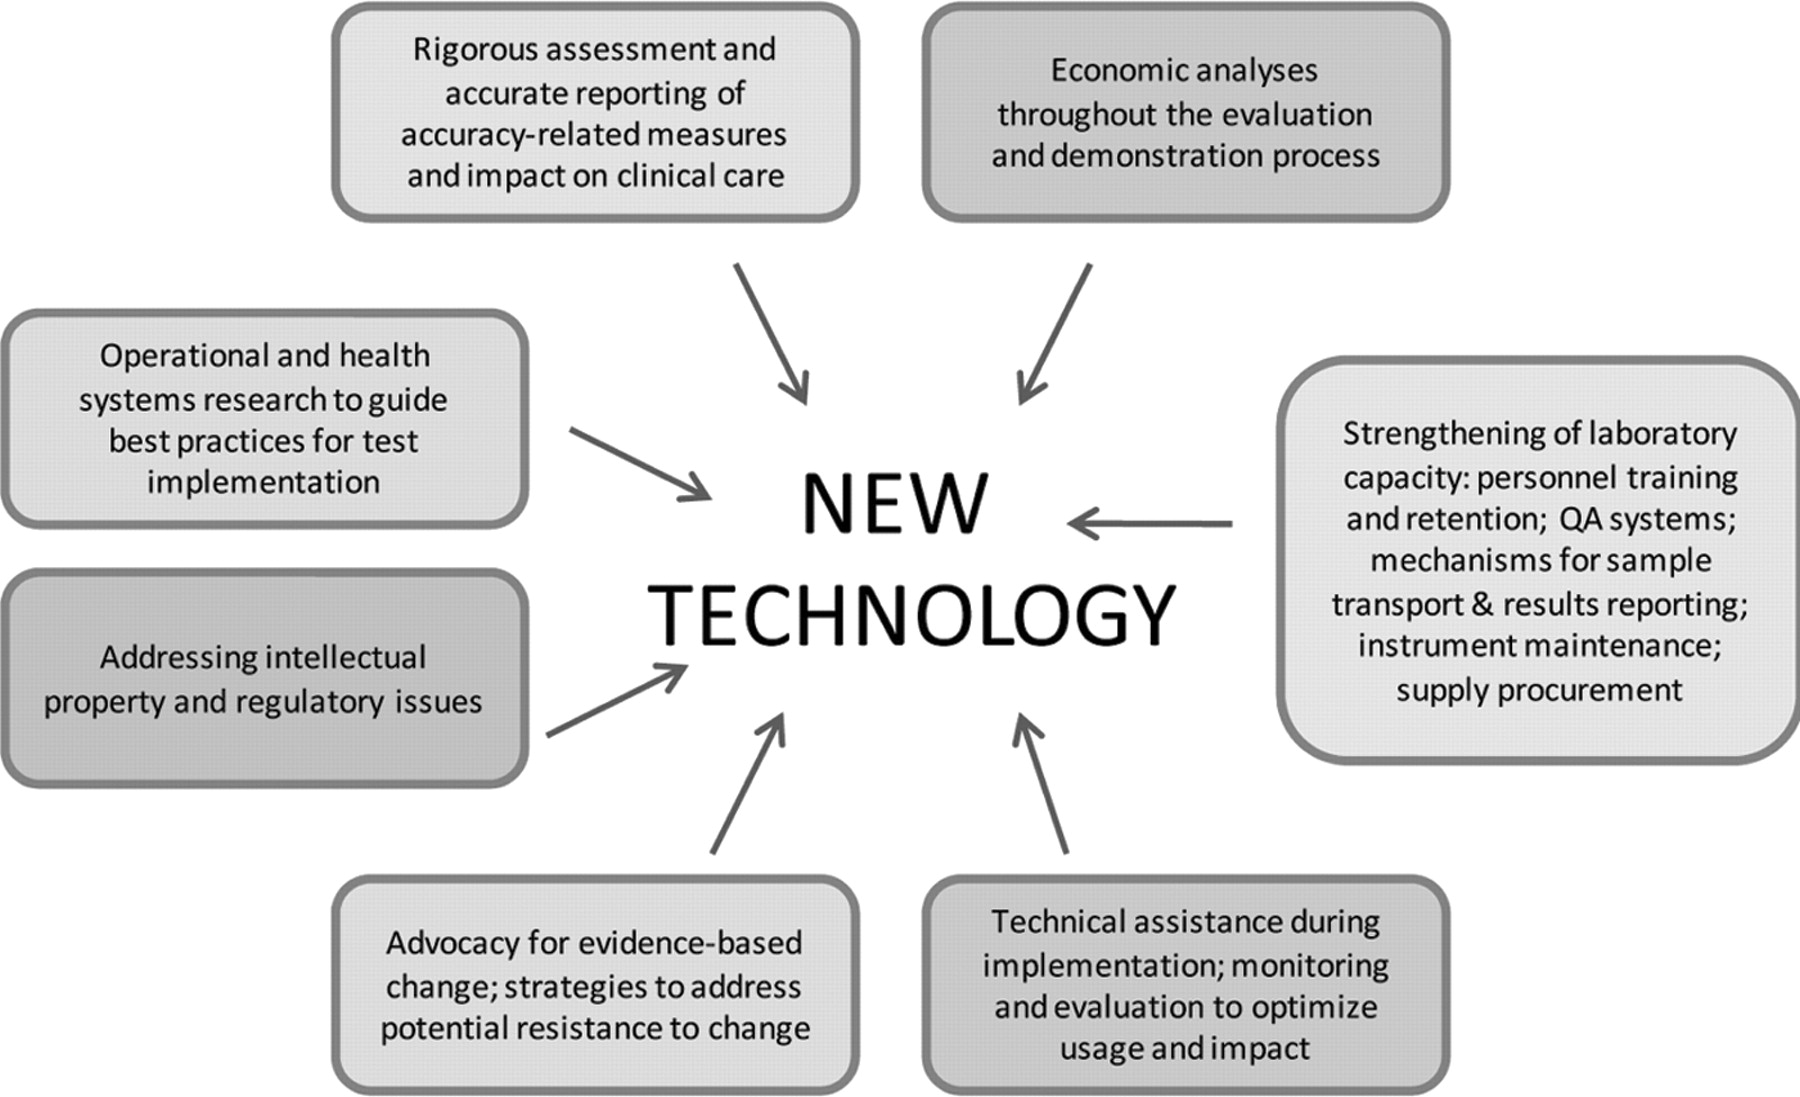 Rigorous assessment and
accurate reporting of
accuracy-related measures
and impact on clinical care
Economic analyses
throughout the evaluation
and demonstration process
Operational and health
systems research to guide
best practices for test
implementation
Strengthening of laboratory
capacity: personnel training
and retention; QA systems;
mechanisms for sample
transport & results reporting;
instrument maintenance;
supply procurement
NEW
TECHNOLOGY
Addressing intellectual
property and regulatory issues
Advocacy for evidence-based
change; strategies to address
potential resistance to change
Technical assistance during
implementation; monitoring
and evaluation to optimize
usage and impact